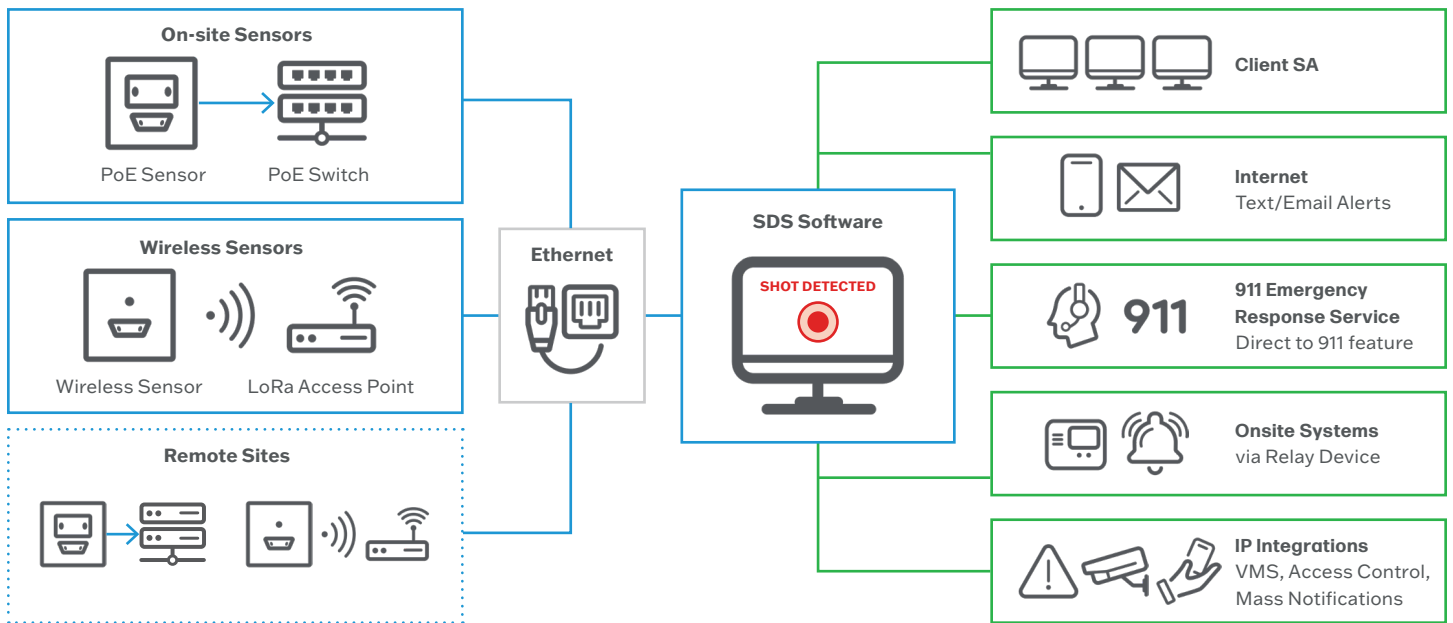 On-site Sensors
PoE Sensor
PoE Switch
Wireless Sensors
Wireless Sensor
LoRa Access Point
Remote Sites
Ethernet
SDS Software
SHOT DETECTED
Client SA
Internet
Text/Email Alerts
911
911 Emergency
Response Service
Direct to 911 feature
Onsite Systems
via Relay Device
IP Integrations
VMS, Access Control,
Mass Notifications